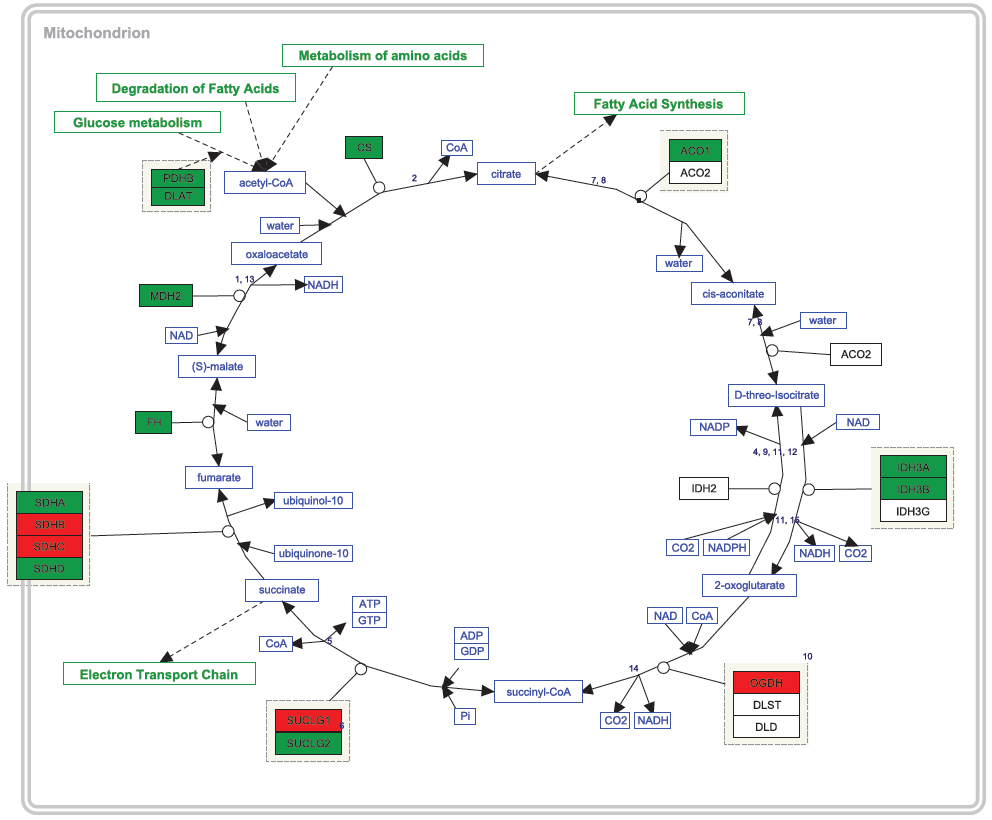 Mitochondrion
Metabolism of amino acids
Degradation of Fatty Acids
Fatty Acid Synthesis
Glucose metabolism
CS
CoA
ACO1
ACO2
PDHB
DLAT
acetyl-CoA
2
citrate
7, 8
water
oxaloacetate
water
1, 13
NADH
MDH2
cis-aconitate
NAD
7, 8
water
(S)-malate
ACO2
D-threo-Isocitrate
FH
water
NADP
NAD
4, 9, 11, 12
fumarate
IDH3A
IDH3B
IDH3G
IDH2
SDHA
SDHB
SDHC
SDHD
ubiquinol-10
11, 15
ubiquinone-10
CO2
NADPH
NADH
CO2
succinate
2-oxoglutarate
ATP
GTP
NAD
CoA
CoA
5
ADP
GDP
10
Electron Transport Chain
14
succinyl-CoA
OGDH
DLST
DLD
Pi
CO2
NADH
SUCLG1
6
SUCLG2